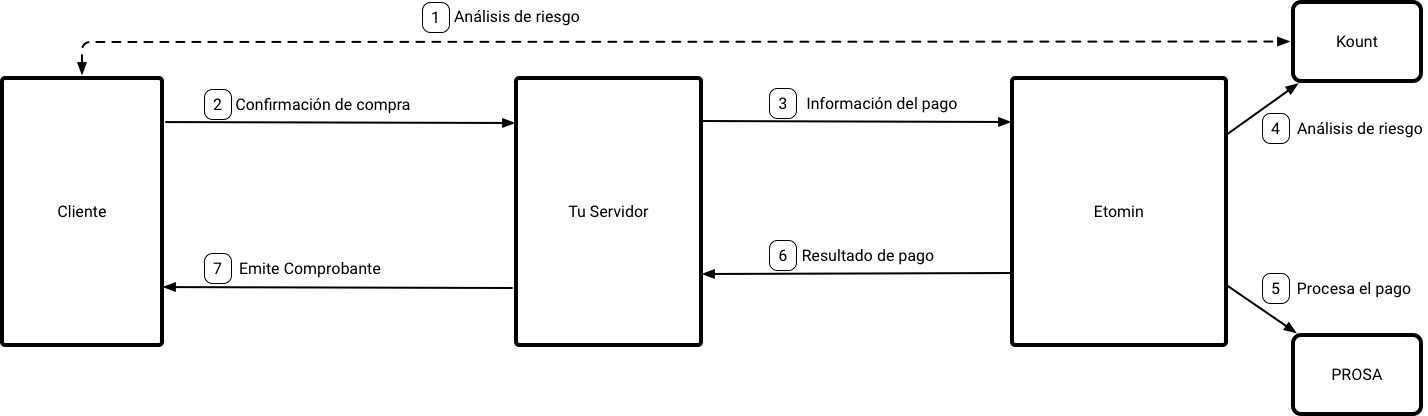 1 Análisis de riesgo
Kount
2 Confirmación de compra
3 Información del pago
4 Análisis de riesgo
Cliente
Tu Servidor
Etomin
6 Resultado de pago
7 Emite Comprobante
5 Procesa el pago
PROSA